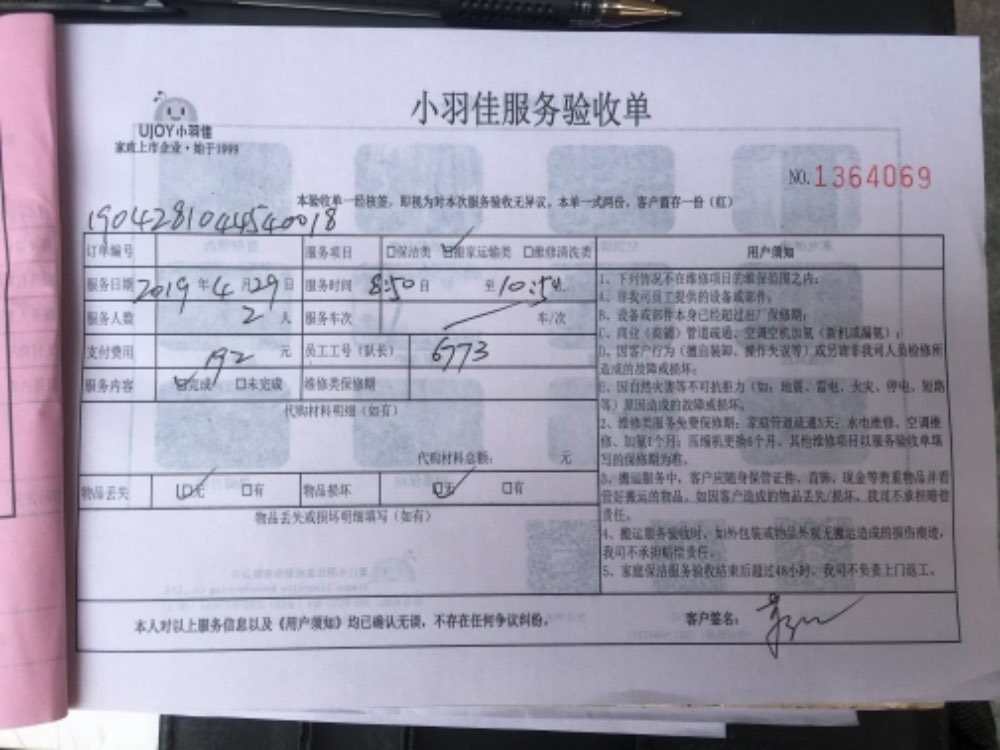 小羽佳服务验收单
UJOY小羽佳
家政上市企业·始于1999
NO.1364069
本验收单一经核签，即视为对本次服务验收无异议。本单一式两份，客户留存一份（红）
1904281044540018
订单编号 服务项目 □保洁类 ☑搬家运输类 □维修清洗类 用户须知
服务日期 2019 年 4 月 29 日 服务时间 8:50 自 至 10:54
服务人数 2 人 服务车次 车/次
支付费用 192 元 员工工号（队长） 6773
服务内容 ☑完成 □未完成 维修类保修期
代购材料明细（如有）
代购材料总额： 元
物品丢失 ☑无 □有 物品损坏 ☑无 □有
物品丢失或损坏明细填写（如有）
1、下列情况不在维修项目的维保范围之内：
A、非我司员工提供的设备或部件；
B、设备或部件本身已经超过出厂保修期；
C、商业（商铺）管道疏通、空调空机加氟（新机或漏氟）；
D、因客户行为（擅自装卸、操作失误等）或另请非我司人员检修所
造成的故障或损坏；
E、因自然灾害等不可抗拒力（如：地震、雷电、火灾、停电、短路
等）原因造成的故障或损坏。
2、维修类服务免费保修期：家庭管道疏通3天；水电维修、空调维
修、加氟1个月；压缩机更换6个月。其他维修项目以服务验收单填
写的保修期为准。
3、搬运服务中，客户应随身保管证件、首饰、现金等贵重物品并看
管好搬运的物品。如因客户造成的物品丢失/损坏，我司不承担赔偿
责任。
4、搬运服务验收时，如外包装或物品外观无搬运造成的损伤痕迹，
我司不承担赔偿责任。
5、家庭保洁服务验收结束后超过48小时，我司不负责上门返工。
本人对以上服务信息以及《用户须知》均已确认无误，不存在任何争议纠纷。 客户签名：